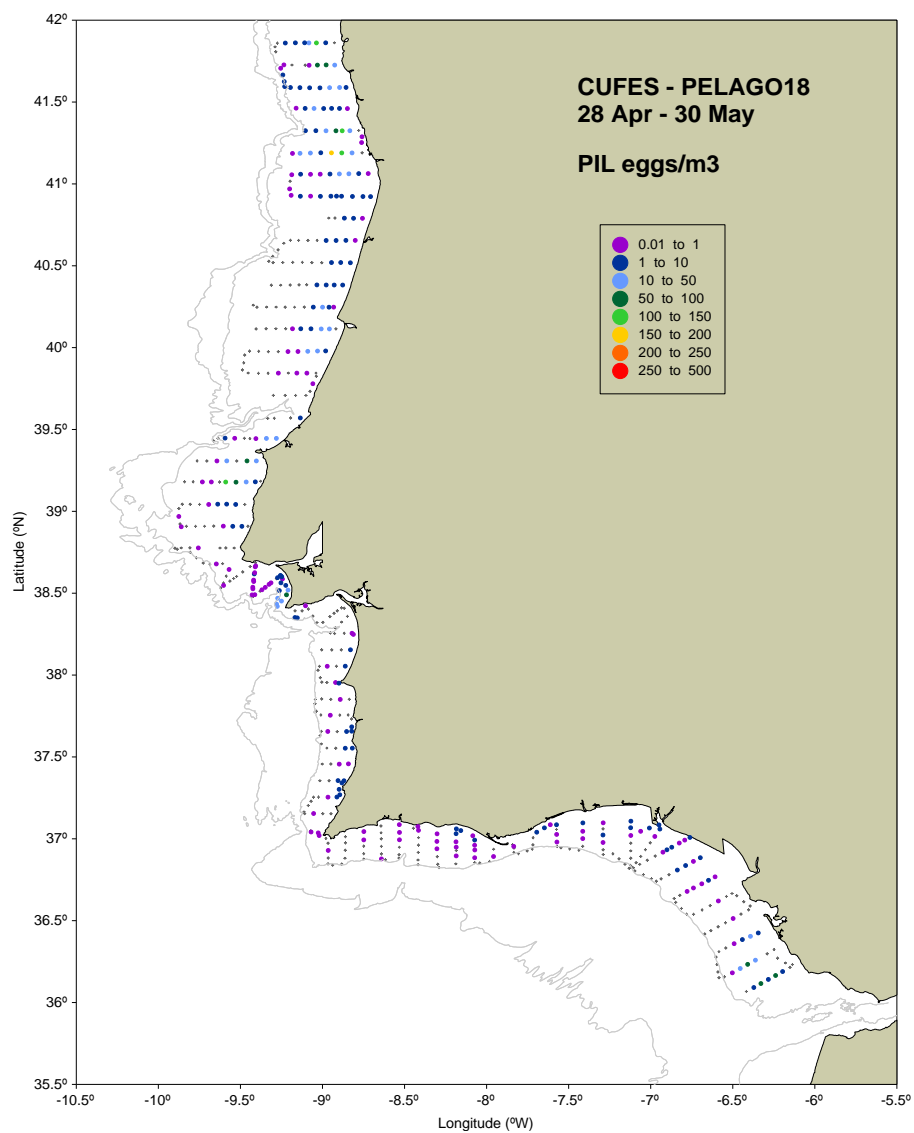 CUFES - PELAGO18
28 Apr - 30 May
PIL eggs/m3
0.01 to 1
1 to 10
10 to 50
50 to 100
100 to 150
150 to 200
200 to 250
250 to 500
42º
41.5º
41º
40.5º
40º
39.5º
39º
38.5º
38º
37.5º
37º
36.5º
36º
35.5º
Latitude (ºN)
-10.5º -10º -9.5º -9º -8.5º -8º -7.5º -7º -6.5º -6º -5.5º
Longitude (ºW)